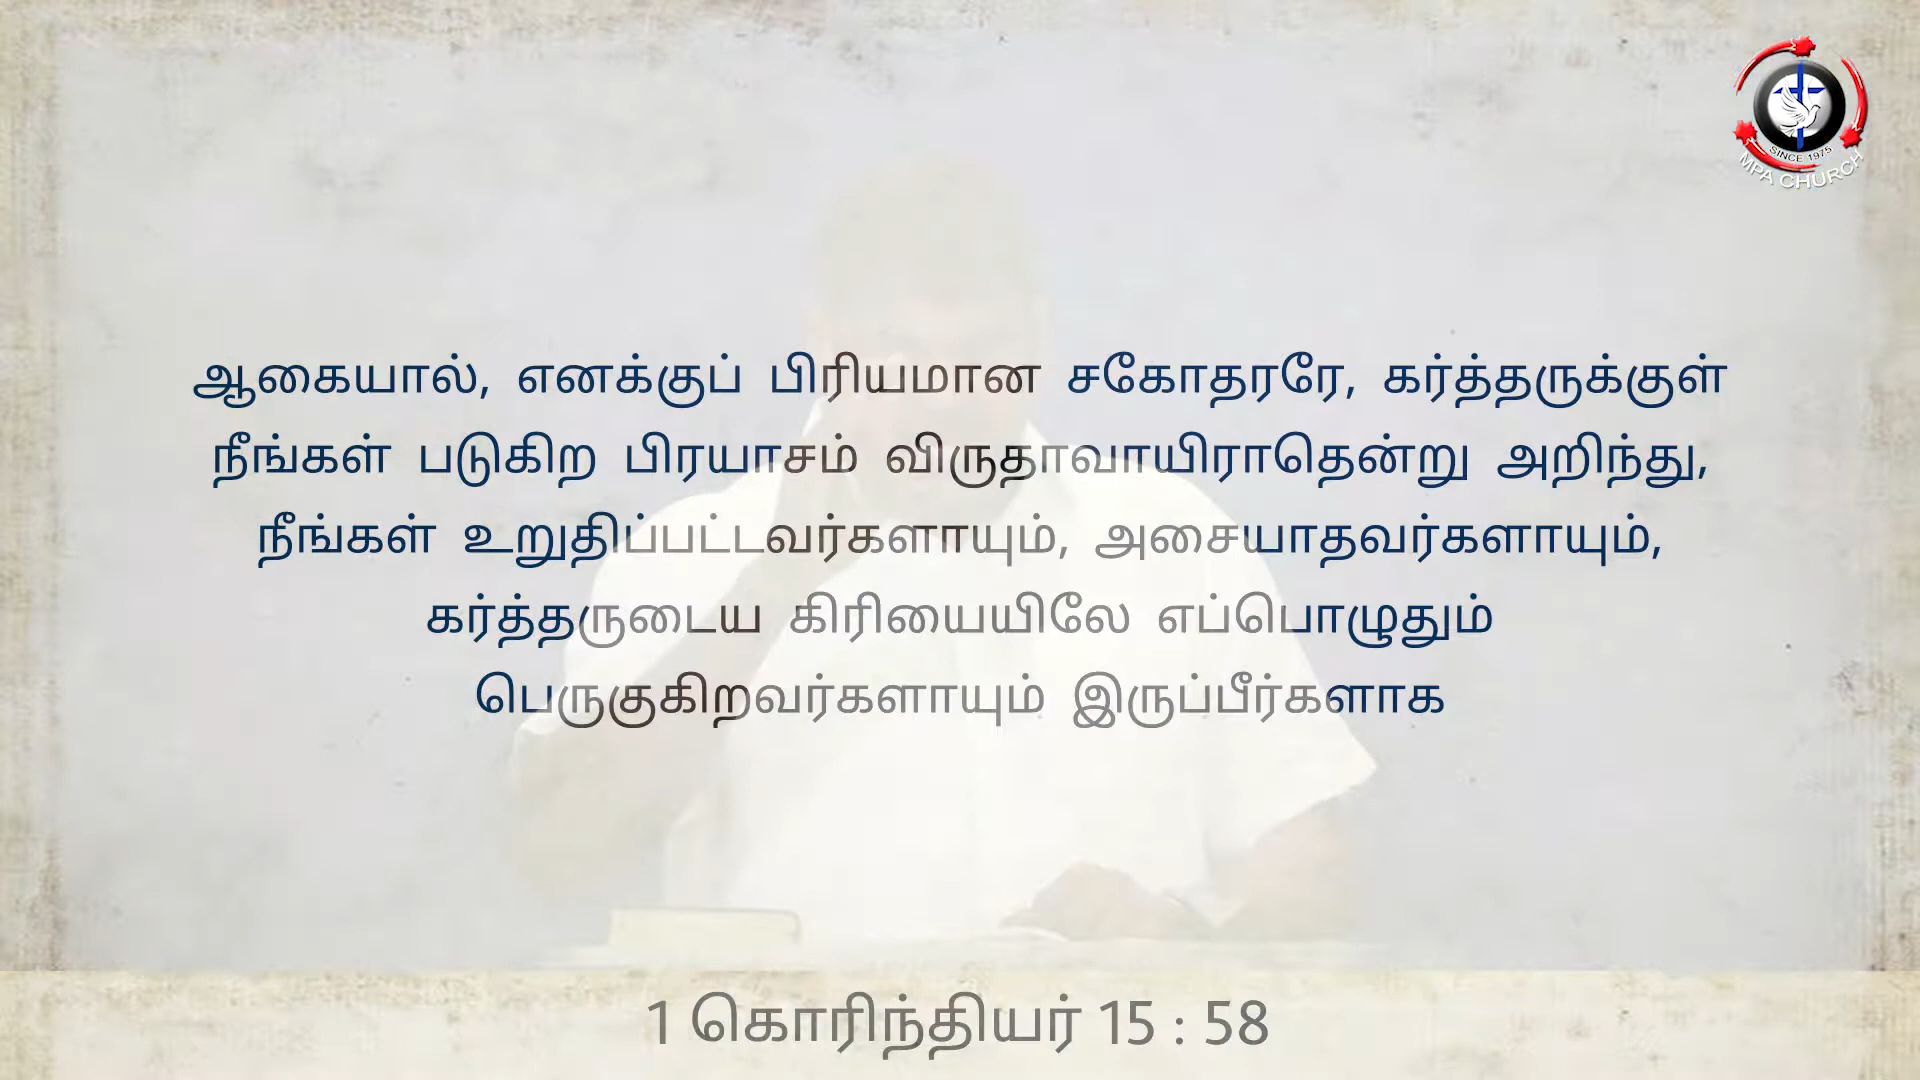 SINCE 1975
MPA CHURCH
ஆகையால், எனக்குப் பிரியமான சகோதரரே, கர்த்தருக்குள்
நீங்கள் படுகிற பிரயாசம் விருதாவாயிராதென்று அறிந்து,
நீங்கள் உறுதிப்பட்டவர்களாயும், அசையாதவர்களாயும்,
கர்த்தருடைய கிரியையிலே எப்பொழுதும்
பெருகுகிறவர்களாயும் இருப்பீர்களாக
1 கொரிந்தியர் 15 : 58